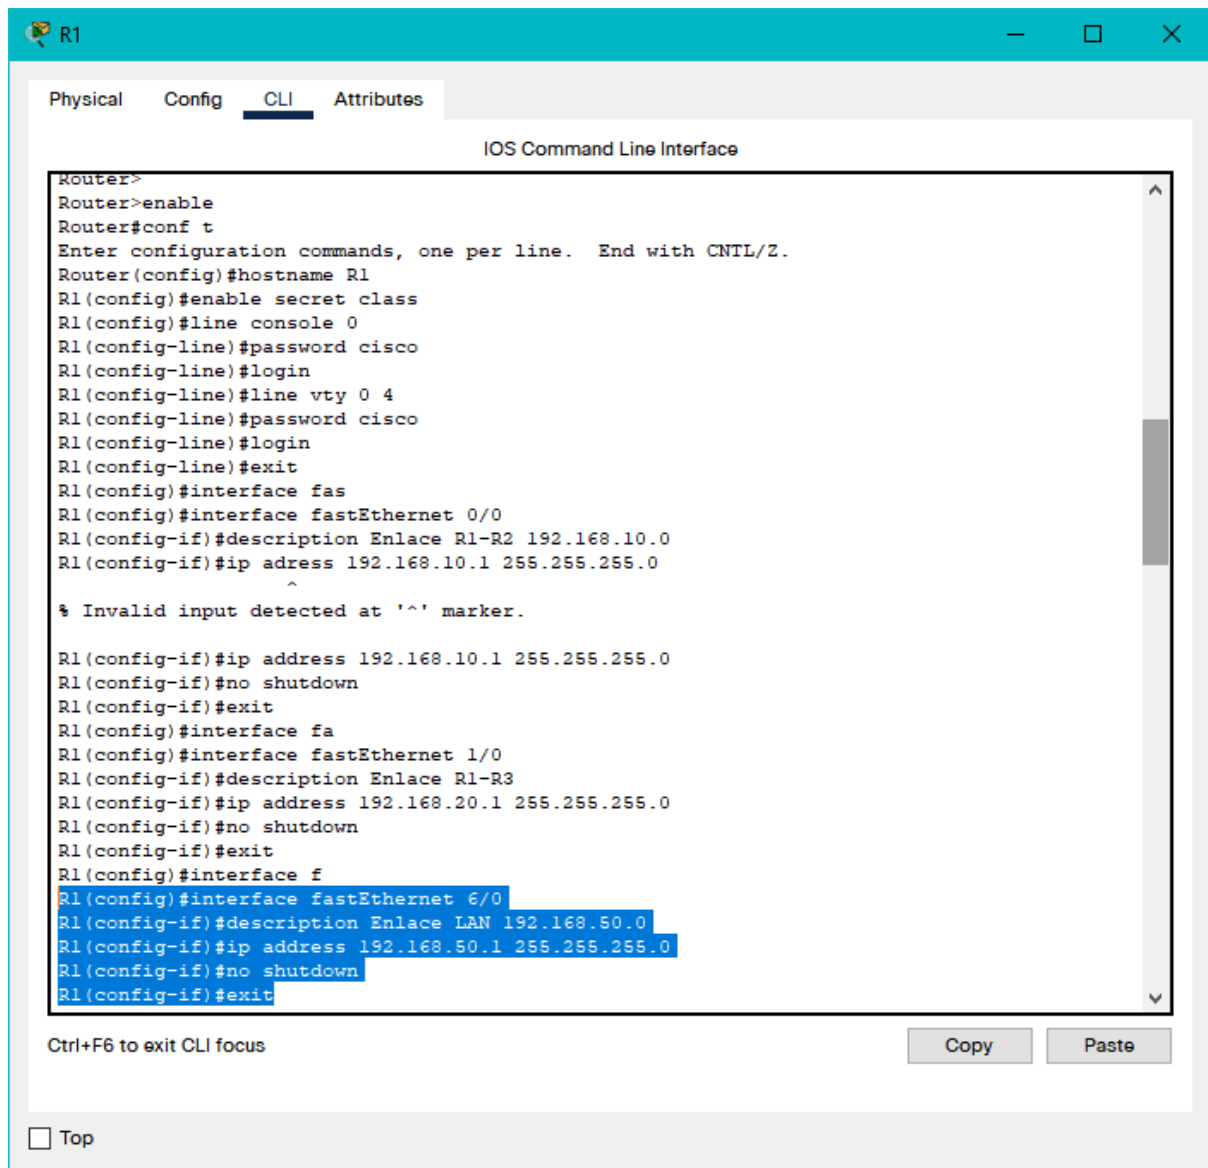 R1
Physical Config CLI Attributes
IOS Command Line Interface
Router>
Router>enable
Router#conf t
Enter configuration commands, one per line.  End with CNTL/Z.
Router(config)#hostname R1
R1(config)#enable secret class
R1(config)#line console 0
R1(config-line)#password cisco
R1(config-line)#login
R1(config-line)#line vty 0 4
R1(config-line)#password cisco
R1(config-line)#login
R1(config-line)#exit
R1(config)#interface fas
R1(config)#interface fastEthernet 0/0
R1(config-if)#description Enlace R1-R2 192.168.10.0
R1(config-if)#ip adress 192.168.10.1 255.255.255.0
^
% Invalid input detected at '^' marker.
R1(config-if)#ip address 192.168.10.1 255.255.255.0
R1(config-if)#no shutdown
R1(config-if)#exit
R1(config)#interface fa
R1(config)#interface fastEthernet 1/0
R1(config-if)#description Enlace R1-R3
R1(config-if)#ip address 192.168.20.1 255.255.255.0
R1(config-if)#no shutdown
R1(config-if)#exit
R1(config)#interface f
R1(config)#interface fastEthernet 6/0
R1(config-if)#description Enlace LAN 192.168.50.0
R1(config-if)#ip address 192.168.50.1 255.255.255.0
R1(config-if)#no shutdown
R1(config-if)#exit
Ctrl+F6 to exit CLI focus
Copy Paste
Top